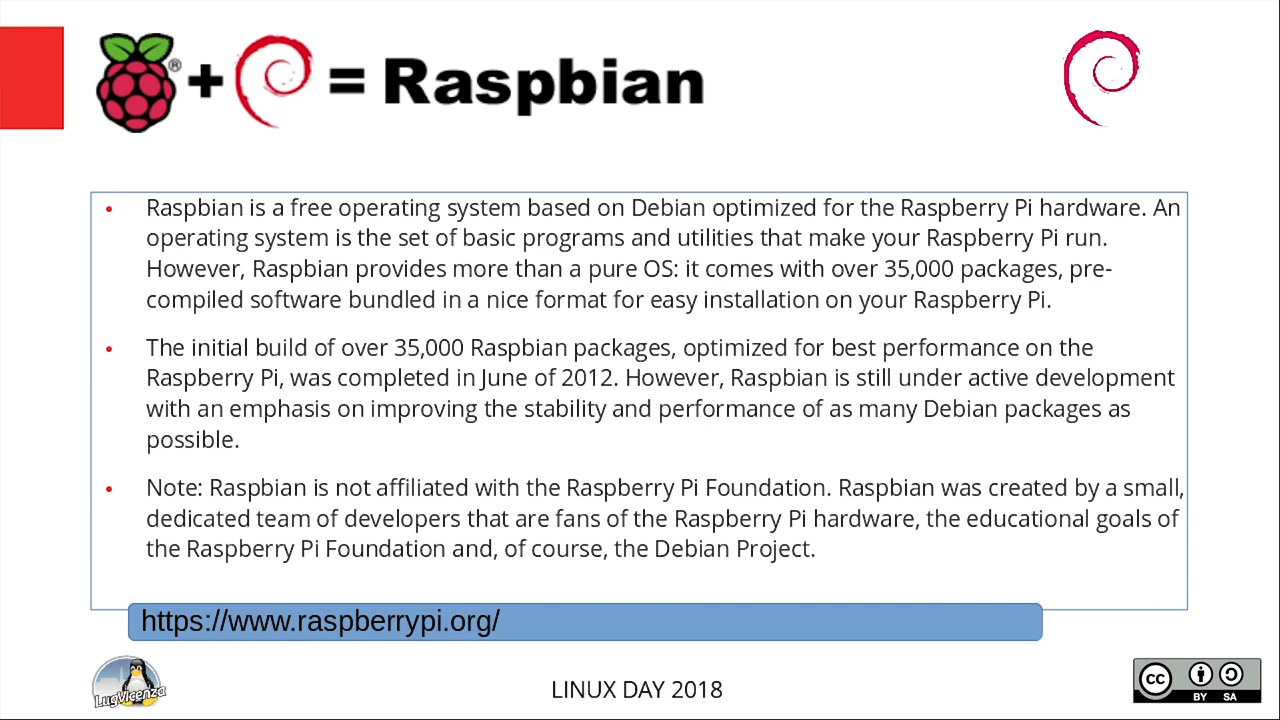 ® + = Raspbian
• Raspbian is a free operating system based on Debian optimized for the Raspberry Pi hardware. An
operating system is the set of basic programs and utilities that make your Raspberry Pi run.
However, Raspbian provides more than a pure OS: it comes with over 35,000 packages, pre-
compiled software bundled in a nice format for easy installation on your Raspberry Pi.
• The initial build of over 35,000 Raspbian packages, optimized for best performance on the
Raspberry Pi, was completed in June of 2012. However, Raspbian is still under active development
with an emphasis on improving the stability and performance of as many Debian packages as
possible.
• Note: Raspbian is not affiliated with the Raspberry Pi Foundation. Raspbian was created by a small,
dedicated team of developers that are fans of the Raspberry Pi hardware, the educational goals of
the Raspberry Pi Foundation and, of course, the Debian Project.
https://www.raspberrypi.org/
LugVicenza
LINUX DAY 2018
cc
BY SA